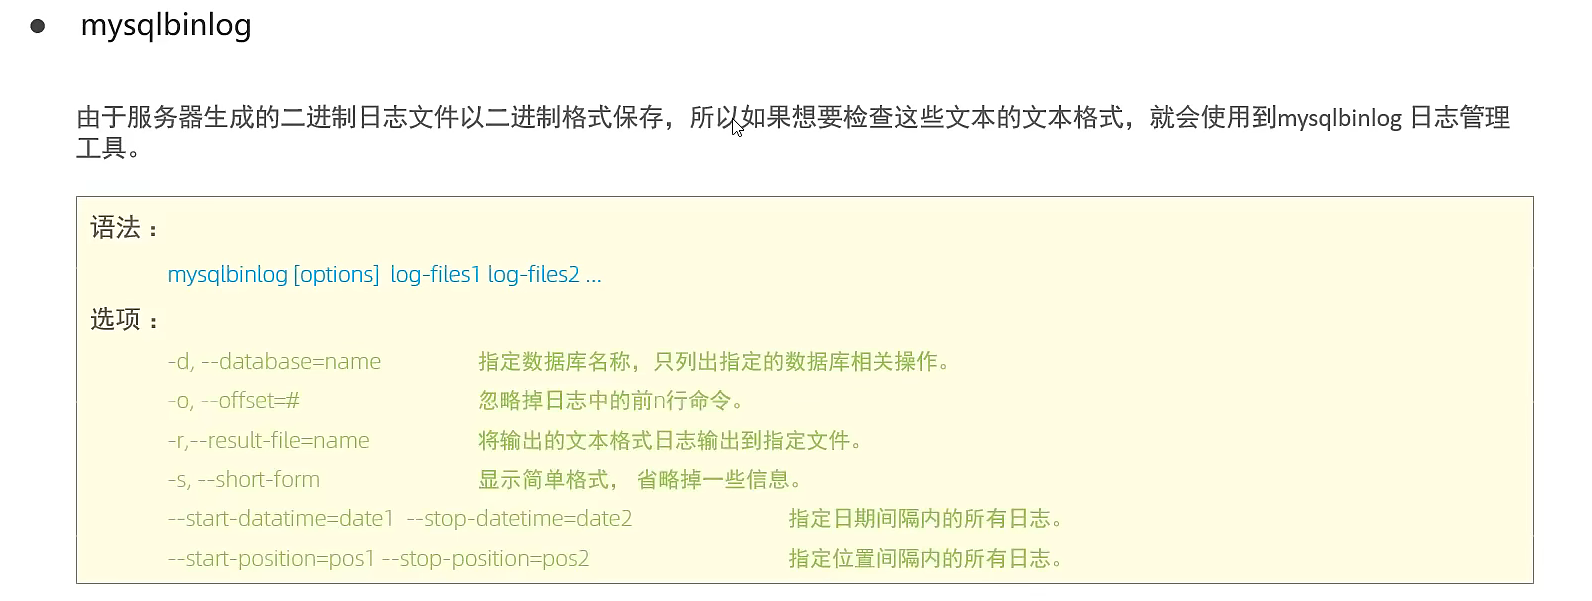 ● mysqlbinlog
由于服务器生成的二进制日志文件以二进制格式保存，所以如果想要检查这些文本的文本格式，就会使用到mysqlbinlog 日志管理
工具。
语法：
mysqlbinlog [options] log-files1 log-files2 ...
选项：
-d, --database=name 指定数据库名称，只列出指定的数据库相关操作。
-o, --offset=# 忽略掉日志中的前n行命令。
-r,--result-file=name 将输出的文本格式日志输出到指定文件。
-s, --short-form 显示简单格式， 省略掉一些信息。
--start-datatime=date1 --stop-datetime=date2 指定日期间隔内的所有日志。
--start-position=pos1 --stop-position=pos2 指定位置间隔内的所有日志。